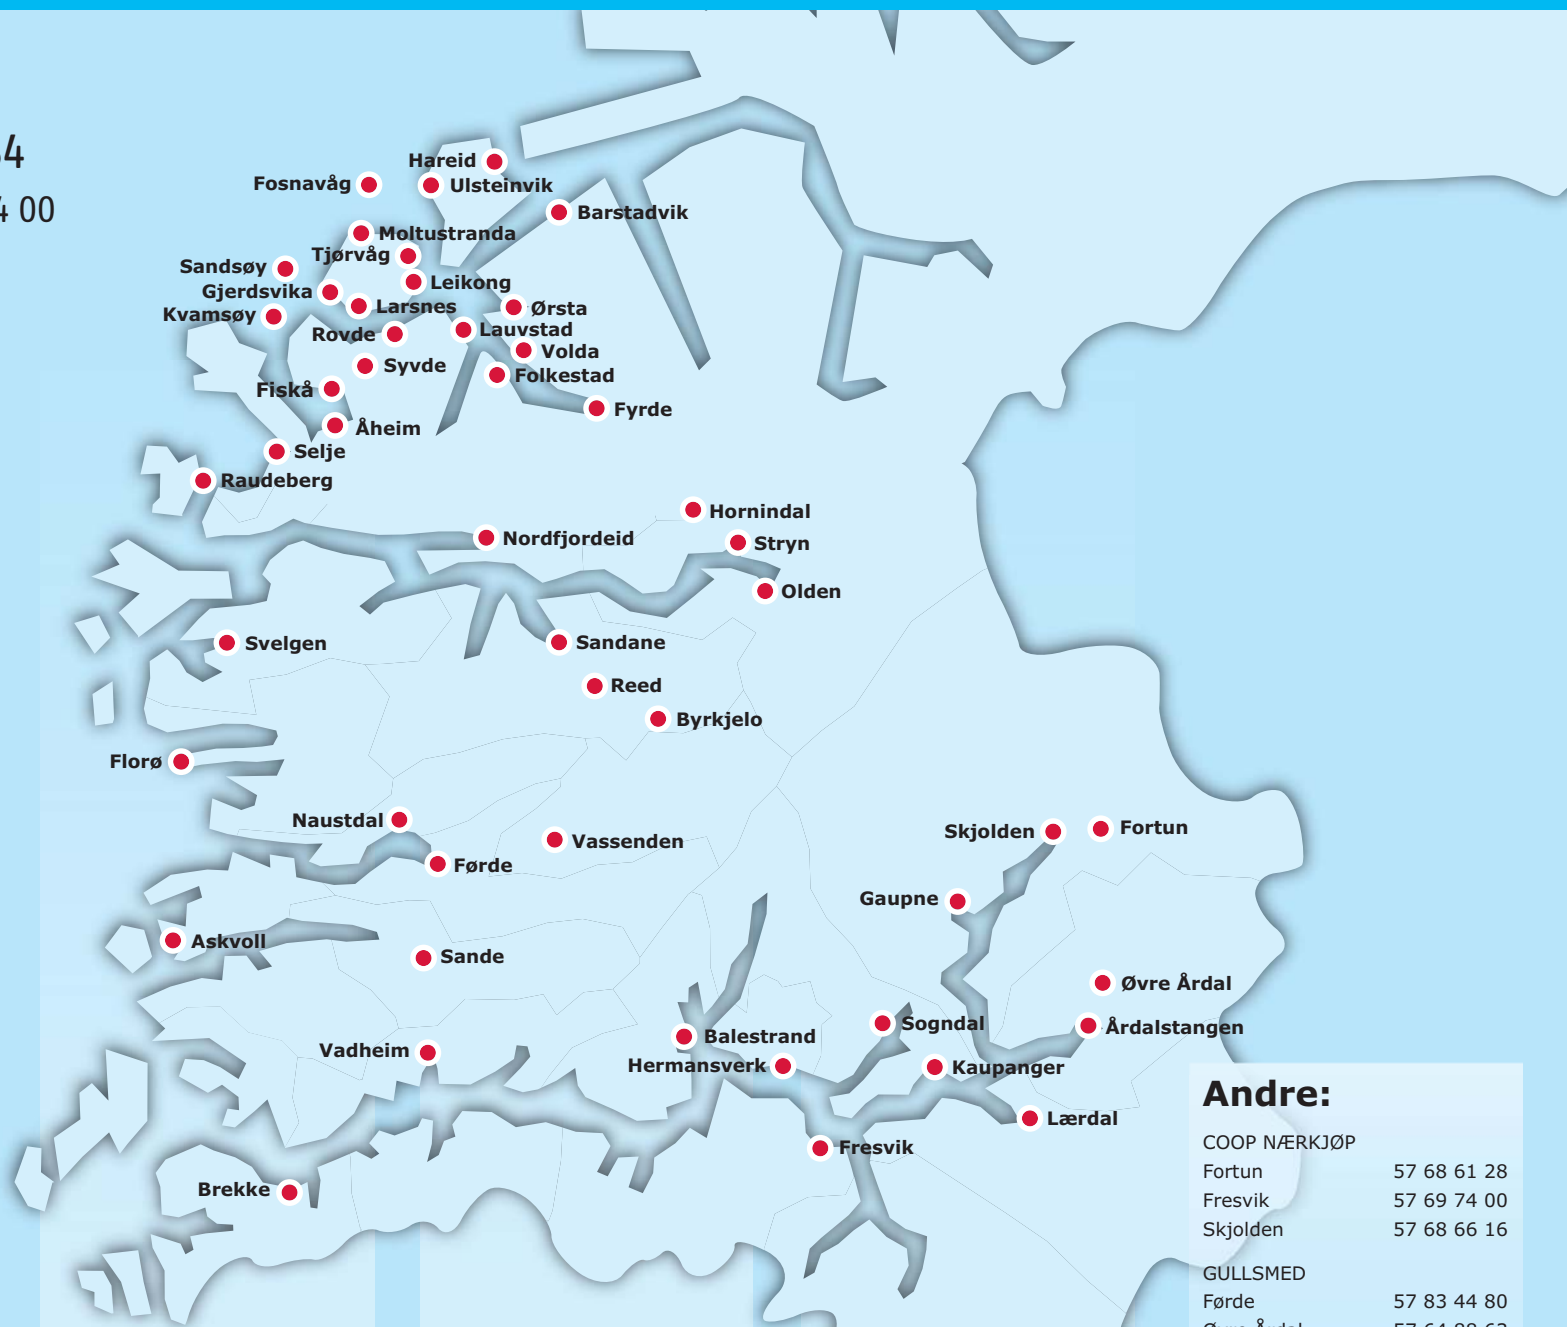 4 00
Hareid
Fosnavåg
Ulsteinvik
Barstadvik
Moltustranda
Tjørvåg
Sandsøy
Leikong
Gjerdsvika
Larsnes
Ørsta
Kvamsøy
Rovde
Lauvstad
Volda
Syvde
Folkestad
Fiskå
Fyrde
Åheim
Selje
Raudeberg
Hornindal
Nordfjordeid
Stryn
Olden
Svelgen
Sandane
Reed
Byrkjelo
Florø
Naustdal
Vassenden
Skjolden
Fortun
Førde
Gaupne
Askvoll
Sande
Øvre Årdal
Sogndal
Årdalstangen
Balestrand
Vadheim
Hermansverk
Kaupanger
Lærdal
Fresvik
Brekke
Andre:
COOP NÆRKJØP
Fortun 57 68 61 28
Fresvik 57 69 74 00
Skjolden 57 68 66 16
GULLSMED
Førde 57 83 44 80